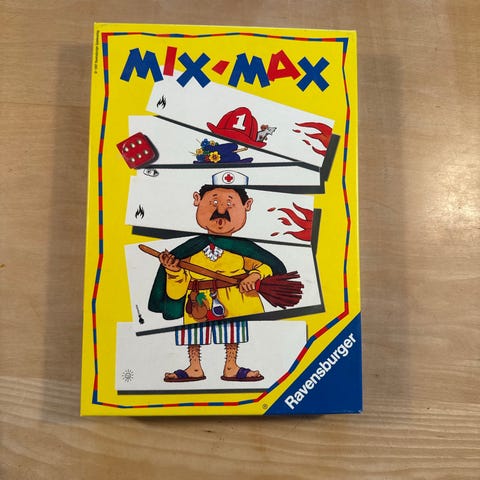 MIX-MAX
1
Ravensburger
®